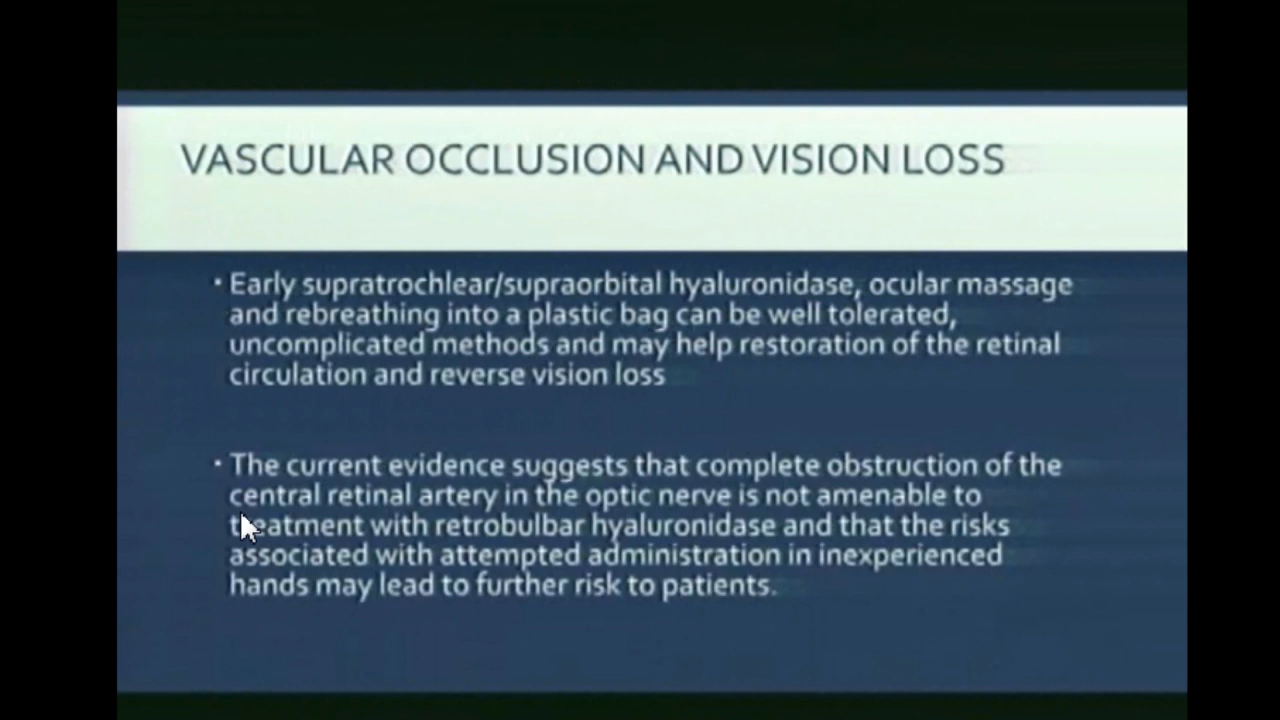 VASCULAR OCCLUSION AND VISION LOSS
· Early supratrochlear/supraorbital hyaluronidase, ocular massage
and rebreathing into a plastic bag can be well tolerated,
uncomplicated methods and may help restoration of the retinal
circulation and reverse vision loss
· The current evidence suggests that complete obstruction of the
central retinal artery in the optic nerve is not amenable to
treatment with retrobulbar hyaluronidase and that the risks
associated with attempted administration in inexperienced
hands may lead to further risk to patients.